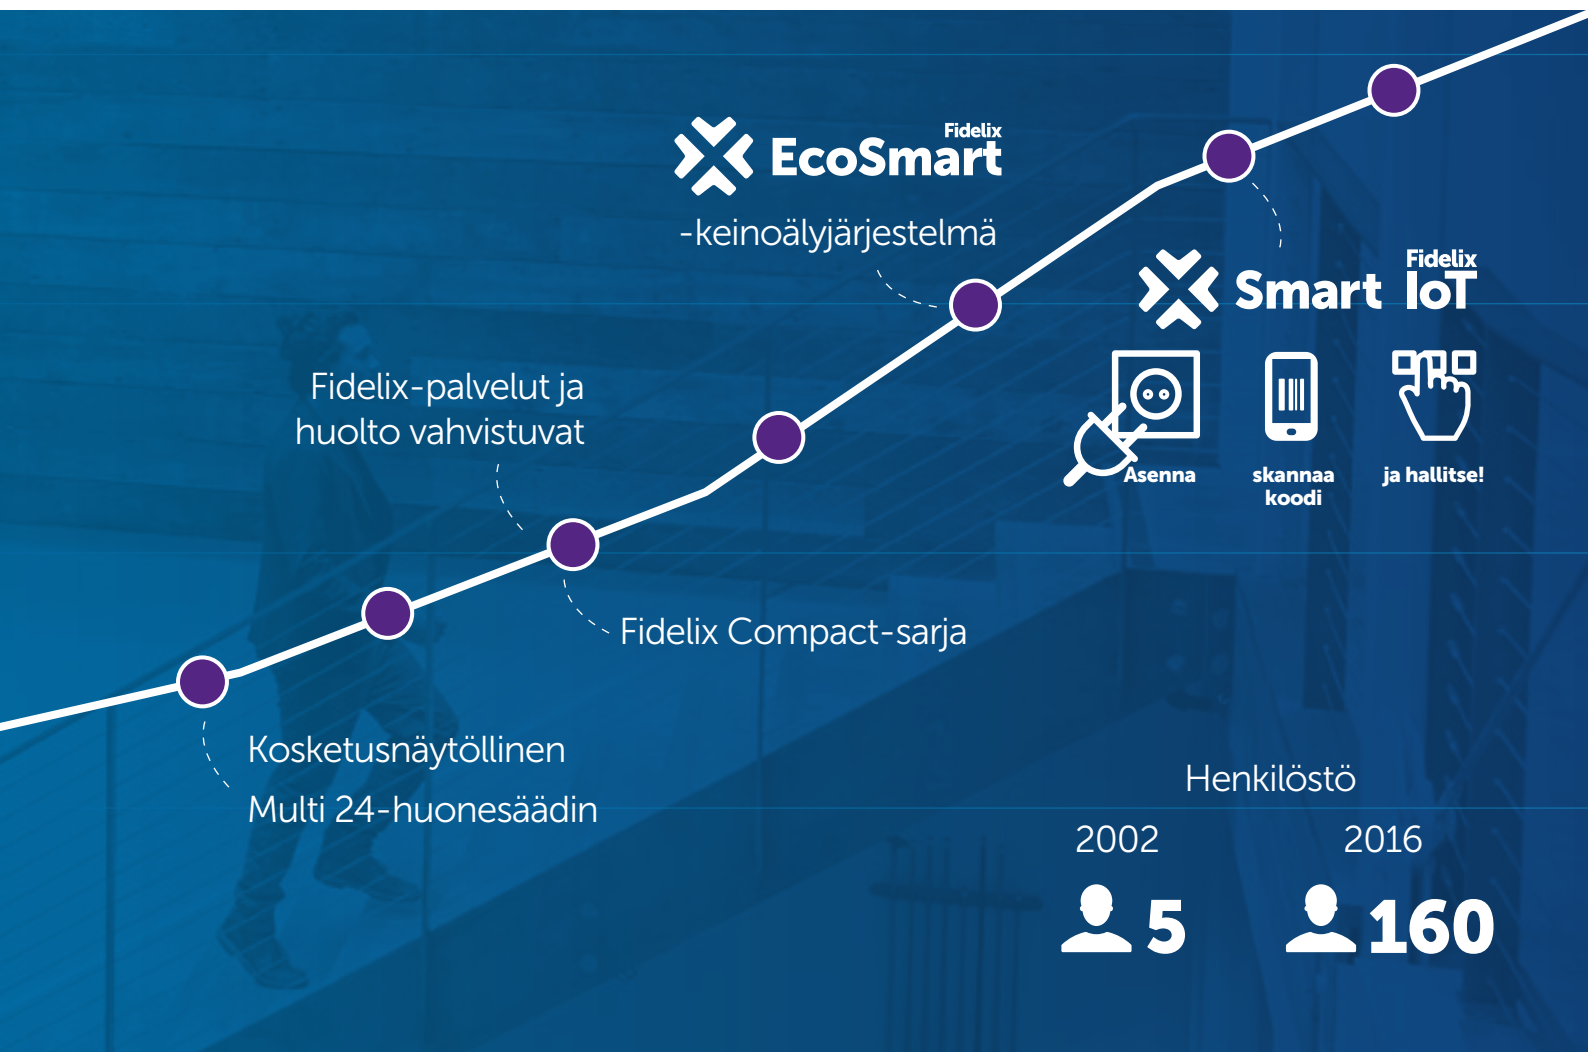 Fidelix
EcoSmart
-keinoälyjärjestelmä
Fidelix
Smart IoT
Asenna
skannaa
koodi
ja hallitse!
Fidelix-palvelut ja
huolto vahvistuvat
Fidelix Compact-sarja
Kosketusnäytöllinen
Multi 24-huonesäädin
Henkilöstö
2002
2016
5
160